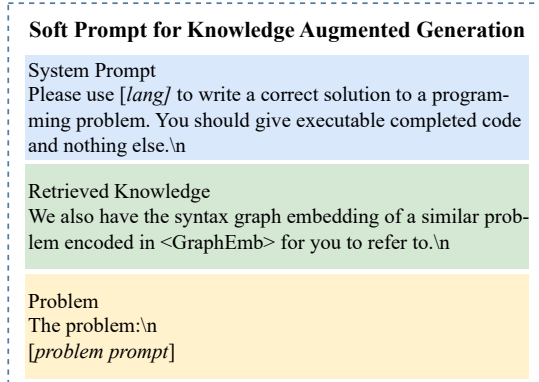 Soft Prompt for Knowledge Augmented Generation
System Prompt
Please use [lang] to write a correct solution to a program-
ming problem. You should give executable completed code
and nothing else.\n
Retrieved Knowledge
We also have the syntax graph embedding of a similar prob-
lem encoded in <GraphEmb> for you to refer to.\n
Problem
The problem:\n
[problem prompt]